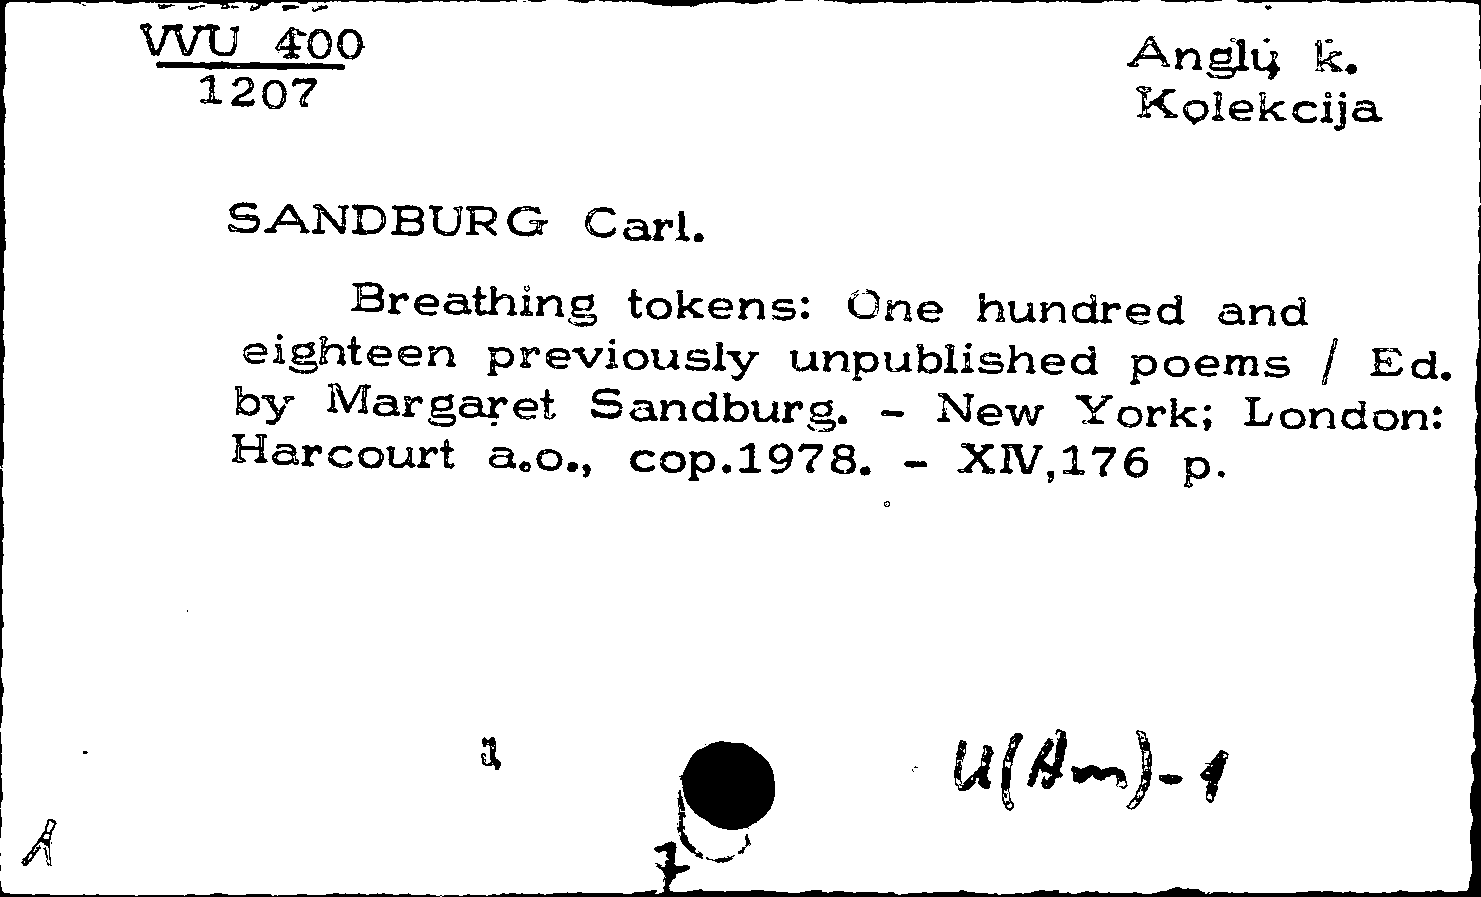 VVU 400
1207
Anglų k.
Kolekcija
SANDBURG Carl.
Breathing tokens: One hundred and
eighteen previously unpublished poems / Ed.
by Margaret Sandburg. - New York; London:
Harcourt a.o., cop.1978. - XIV,176 p.
U(Am)-1
7
A